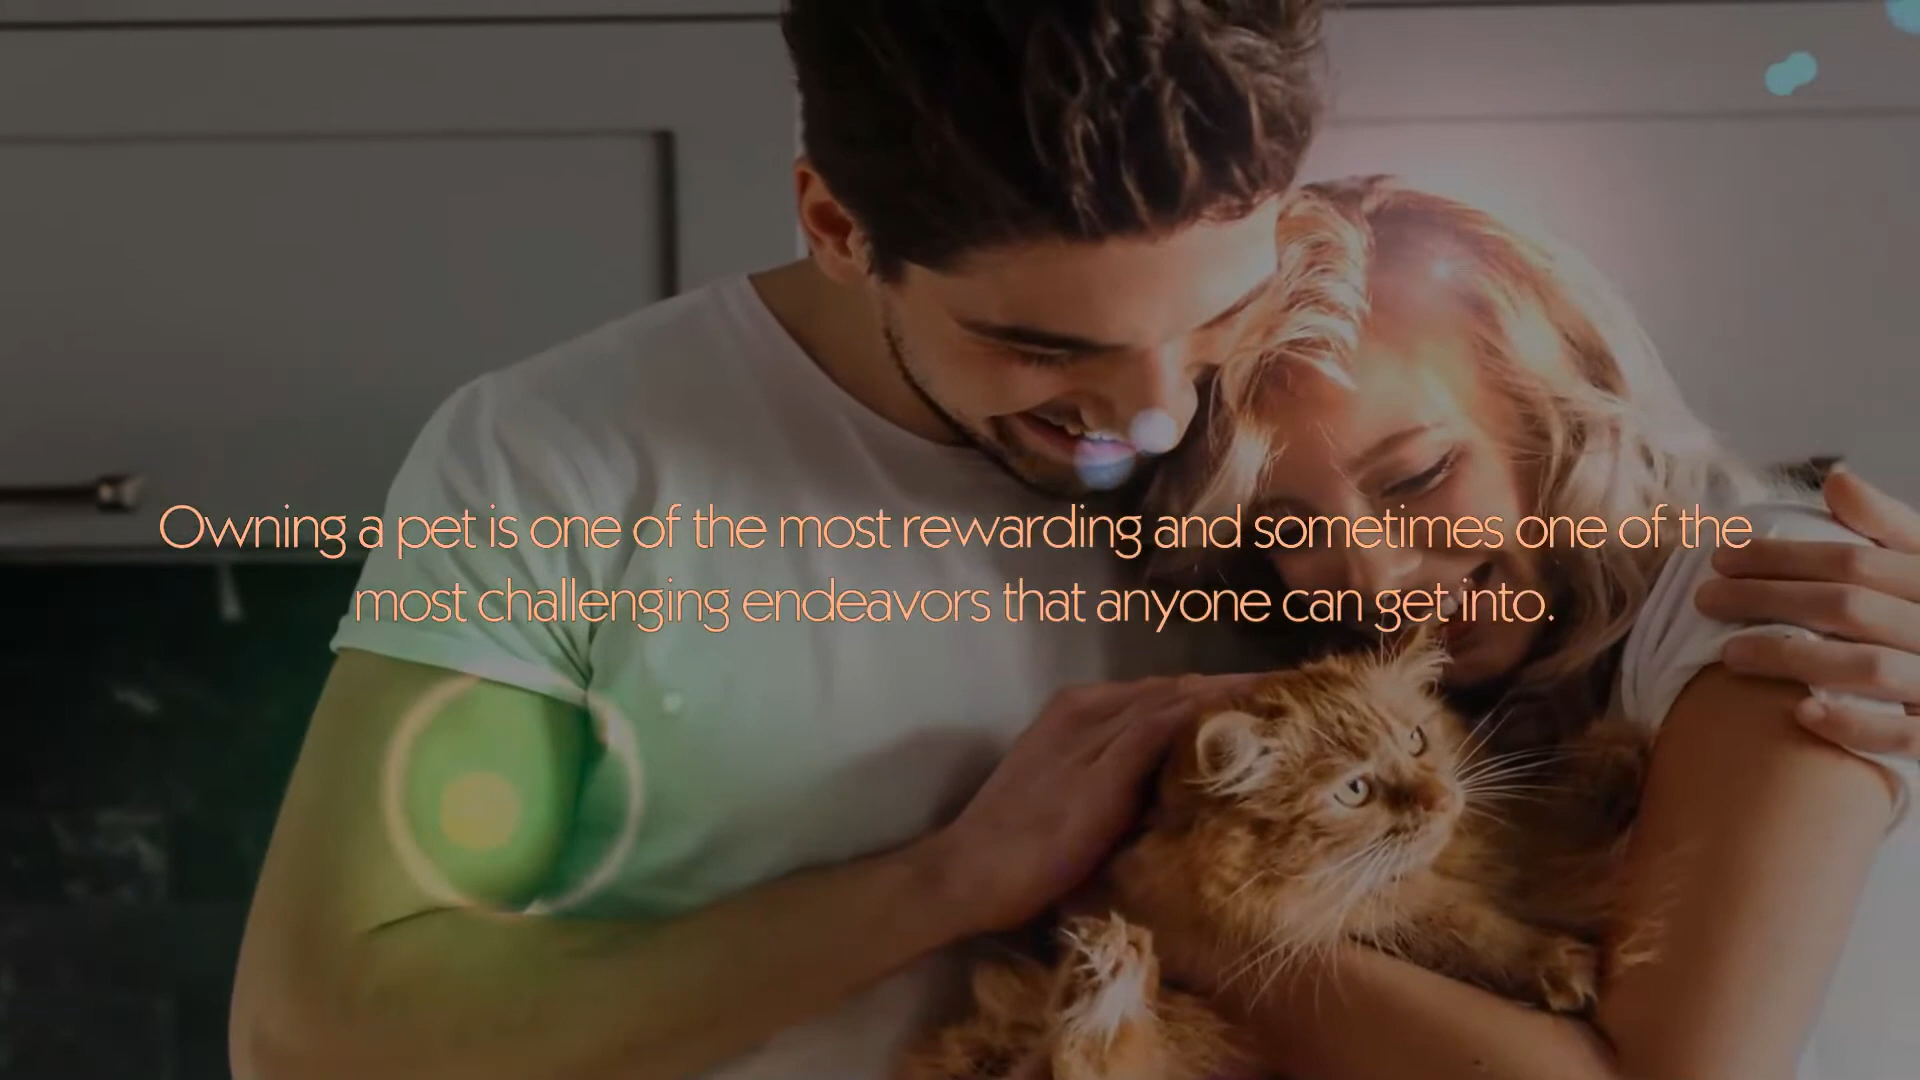 Owning a pet is one of the most rewarding and sometimes one of the
most challenging endeavors that anyone can get into.